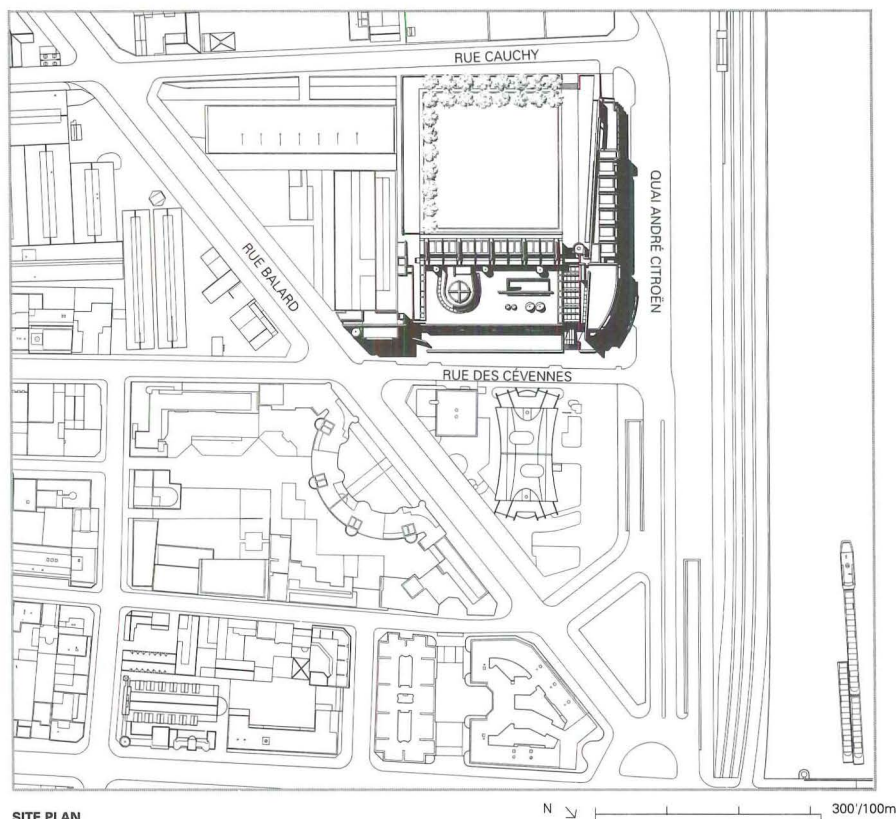 RUE CAUCHY
QUAI ANDRÉ CITROËN
RUE BALARD
RUE DES CÉVENNES
SITE PLAN
N
300'/100m